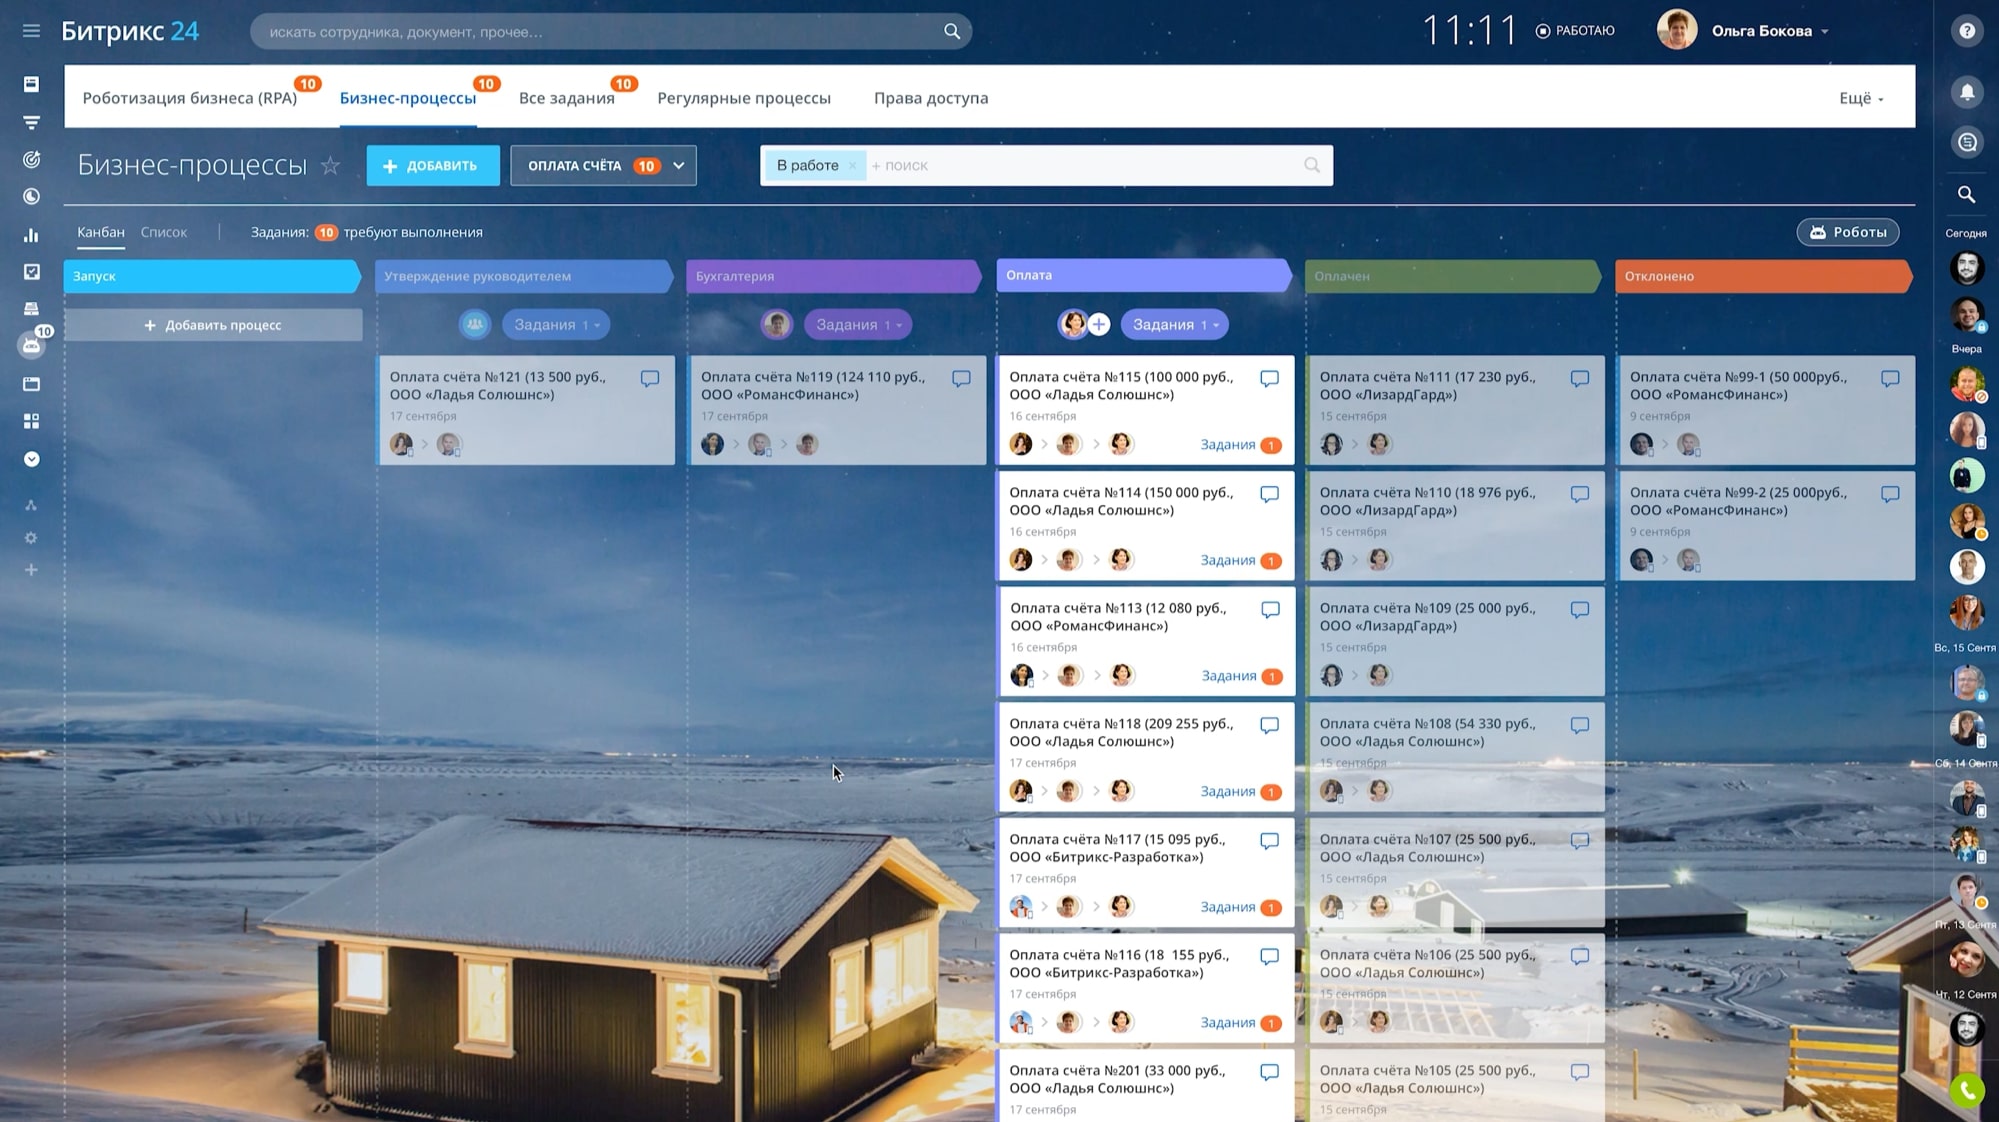 Битрикс 24
искать сотрудника, документ, прочее...
11:11
РАБОТАЮ
Ольга Бокова
Роботизация бизнеса (RPA) 10
Бизнес-процессы 10
Все задания 10
Регулярные процессы
Права доступа
Ещё
Бизнес-процессы
+ ДОБАВИТЬ
ОПЛАТА СЧЁТА 10
В работе ×
+ поиск
Канбан
Список
Задания: 10 требуют выполнения
Роботы
10
Запуск
+ Добавить процесс
Утверждение руководителем
Задания 1
Оплата счёта №121 (13 500 руб.,
ООО «Ладья Солюшнс»)
17 сентября
Бухгалтерия
Задания 1
Оплата счёта №119 (124 110 руб.,
ООО «РомансФинанс»)
17 сентября
Оплата
Задания 1
Оплата счёта №115 (100 000 руб.,
ООО «Ладья Солюшнс»)
16 сентября
Задания 1
Оплата счёта №114 (150 000 руб.,
ООО «Ладья Солюшнс»)
16 сентября
Задания 1
Оплата счёта №113 (12 080 руб.,
ООО «РомансФинанс»)
16 сентября
Задания 1
Оплата счёта №118 (209 255 руб.,
ООО «Ладья Солюшнс»)
17 сентября
Задания 1
Оплата счёта №117 (15 095 руб.,
ООО «Битрикс-Разработка»)
17 сентября
Задания 1
Оплата счёта №116 (18 155 руб.,
ООО «Битрикс-Разработка»)
17 сентября
Задания 1
Оплата счёта №201 (33 000 руб.,
ООО «Ладья Солюшнс»)
17 сентября
Оплачен
Оплата счёта №111 (17 230 руб.,
ООО «ЛизардГард»)
15 сентября
Оплата счёта №110 (18 976 руб.,
ООО «ЛизардГард»)
15 сентября
Оплата счёта №109 (25 000 руб.,
ООО «ЛизардГард»)
15 сентября
Оплата счёта №108 (54 330 руб.,
ООО «Ладья Солюшнс»)
15 сентября
Оплата счёта №107 (25 500 руб.,
ООО «Ладья Солюшнс»)
15 сентября
Оплата счёта №106 (25 500 руб.,
ООО «Ладья Солюшнс»)
15 сентября
Оплата счёта №105 (25 500 руб.,
ООО «Ладья Солюшнс»)
15 сентября
Отклонено
Оплата счёта №99-1 (50 000руб.,
ООО «РомансФинанс»)
9 сентября
Оплата счёта №99-2 (25 000руб.,
ООО «РомансФинанс»)
9 сентября
Сегодня
Вчера
Вс, 15 Сентя
Сб, 14 Сентя
Пт, 13 Сентя
Чт, 12 Сентя